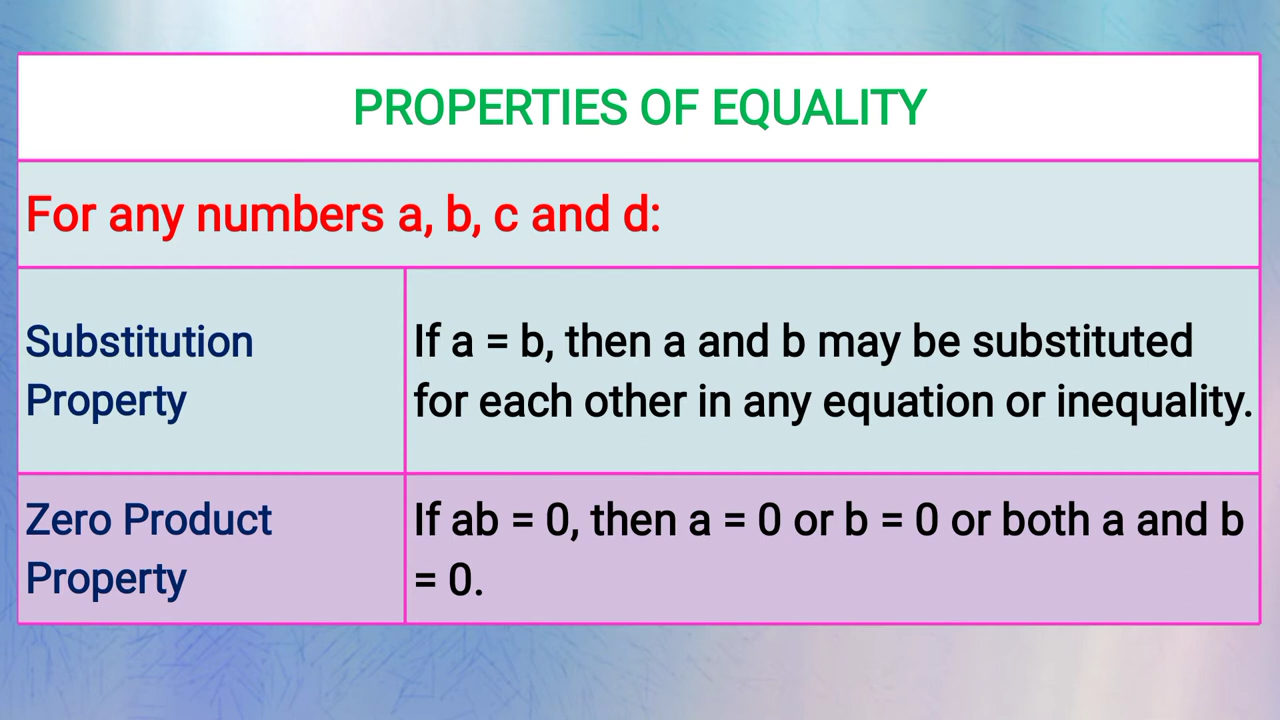 PROPERTIES OF EQUALITY
For any numbers a, b, c and d:
Substitution
Property
If a = b, then a and b may be substituted
for each other in any equation or inequality.
Zero Product
Property
If ab = 0, then a = 0 or b = 0 or both a and b
= 0.